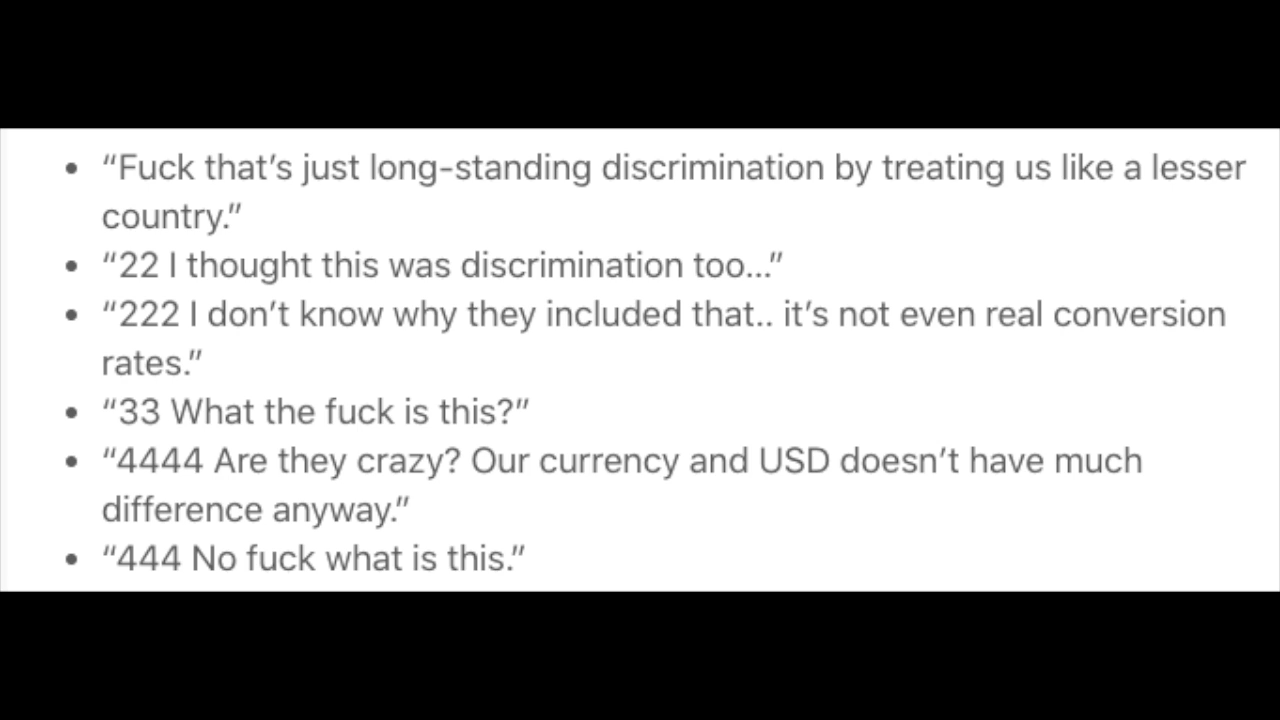 • “Fuck that’s just long-standing discrimination by treating us like a lesser
country.”
• “22 I thought this was discrimination too...”
• “222 I don’t know why they included that.. it’s not even real conversion
rates.”
• “33 What the fuck is this?”
• “4444 Are they crazy? Our currency and USD doesn’t have much
difference anyway.”
• “444 No fuck what is this.”